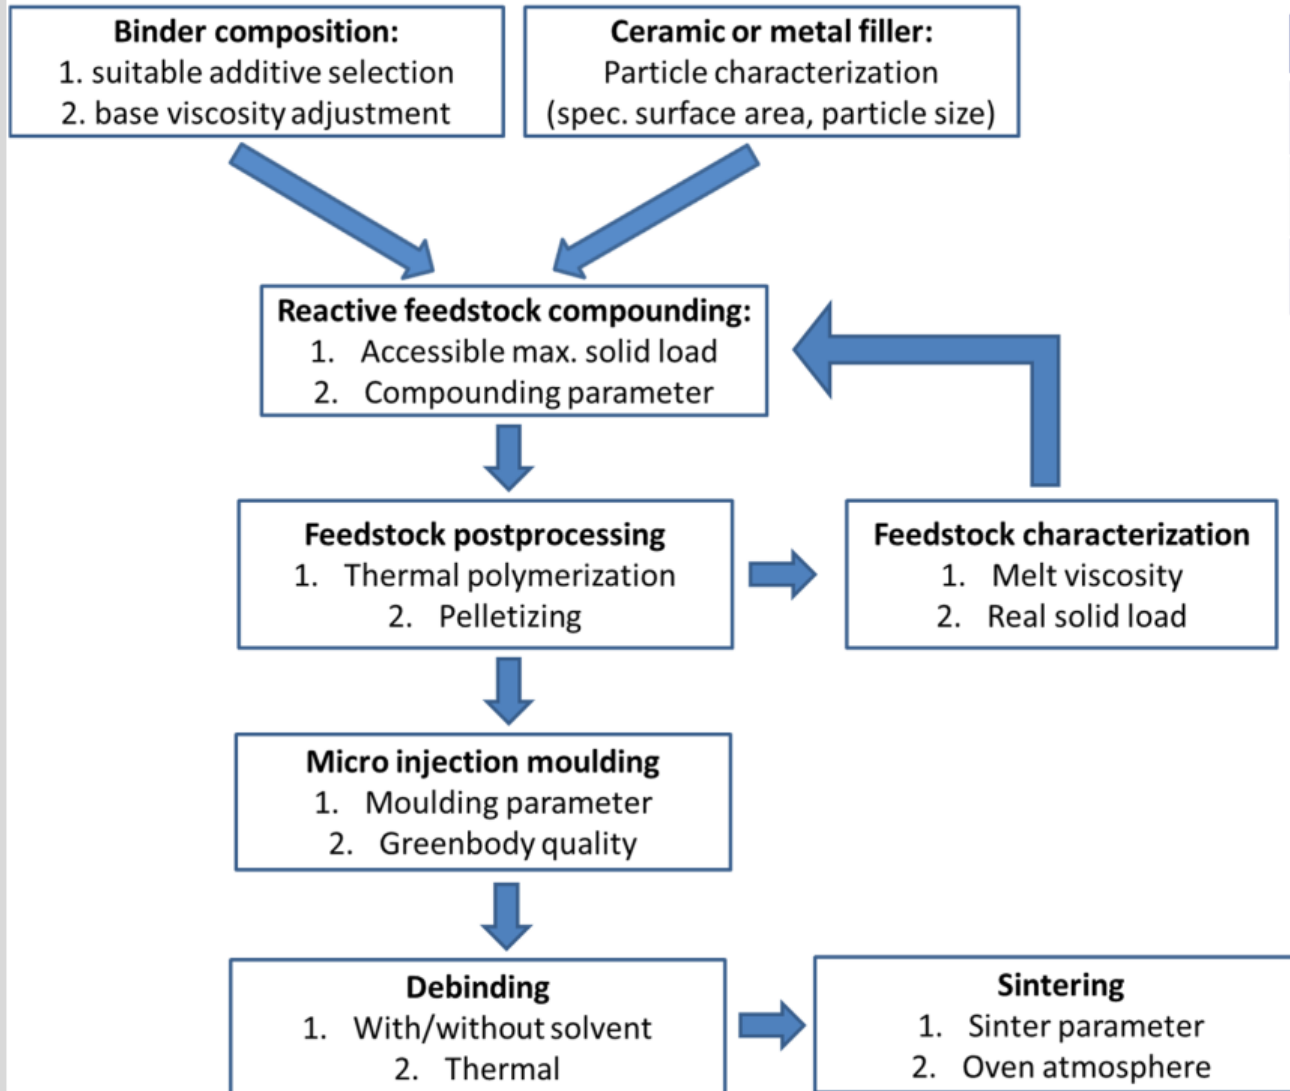 Binder composition:
1. suitable additive selection
2. base viscosity adjustment
Ceramic or metal filler:
Particle characterization
(spec. surface area, particle size)
Reactive feedstock compounding:
1. Accessible max. solid load
2. Compounding parameter
Feedstock postprocessing
1. Thermal polymerization
2. Pelletizing
Feedstock characterization
1. Melt viscosity
2. Real solid load
Micro injection moulding
1. Moulding parameter
2. Greenbody quality
Debinding
1. With/without solvent
2. Thermal
Sintering
1. Sinter parameter
2. Oven atmosphere